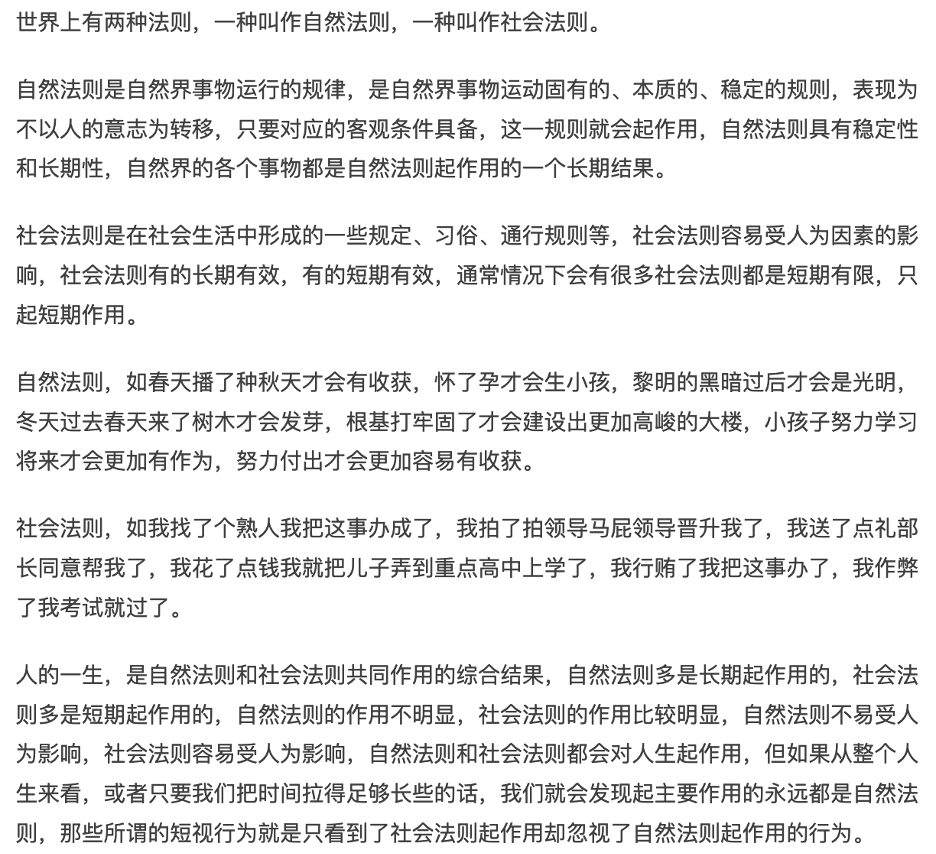 世界上有两种法则，一种叫作自然法则，一种叫作社会法则。
自然法则是自然界事物运行的规律，是自然界事物运动固有的、本质的、稳定的规则，表现为
不以人的意志为转移，只要对应的客观条件具备，这一规则就会起作用，自然法则具有稳定性
和长期性，自然界的各个事物都是自然法则起作用的一个长期结果。
社会法则是在社会生活中形成的一些规定、习俗、通行规则等，社会法则容易受人为因素的影
响，社会法则有的长期有效，有的短期有效，通常情况下会有很多社会法则都是短期有限，只
起短期作用。
自然法则，如春天播了种秋天才会有收获，怀了孕才会生小孩，黎明的黑暗过后才会是光明，
冬天过去春天来了树木才会发芽，根基打牢固了才会建设出更加高峻的大楼，小孩子努力学习
将来才会更加有作为，努力付出才会更加容易有收获。
社会法则，如我找了个熟人我把这事办成了，我拍了拍领导马屁领导晋升我了，我送了点礼部
长同意帮我了，我花了点钱我就把儿子弄到重点高中上学了，我行贿了我把这事办了，我作弊
了我考试就过了。
人的一生，是自然法则和社会法则共同作用的综合结果，自然法则多是长期起作用的，社会法
则多是短期起作用的，自然法则的作用不明显，社会法则的作用比较明显，自然法则不易受人
为影响，社会法则容易受人为影响，自然法则和社会法则都会对人生起作用，但如果从整个人
生来看，或者只要我们把时间拉得足够长些的话，我们就会发现起主要作用的永远都是自然法
则，那些所谓的短视行为就是只看到了社会法则起作用却忽视了自然法则起作用的行为。